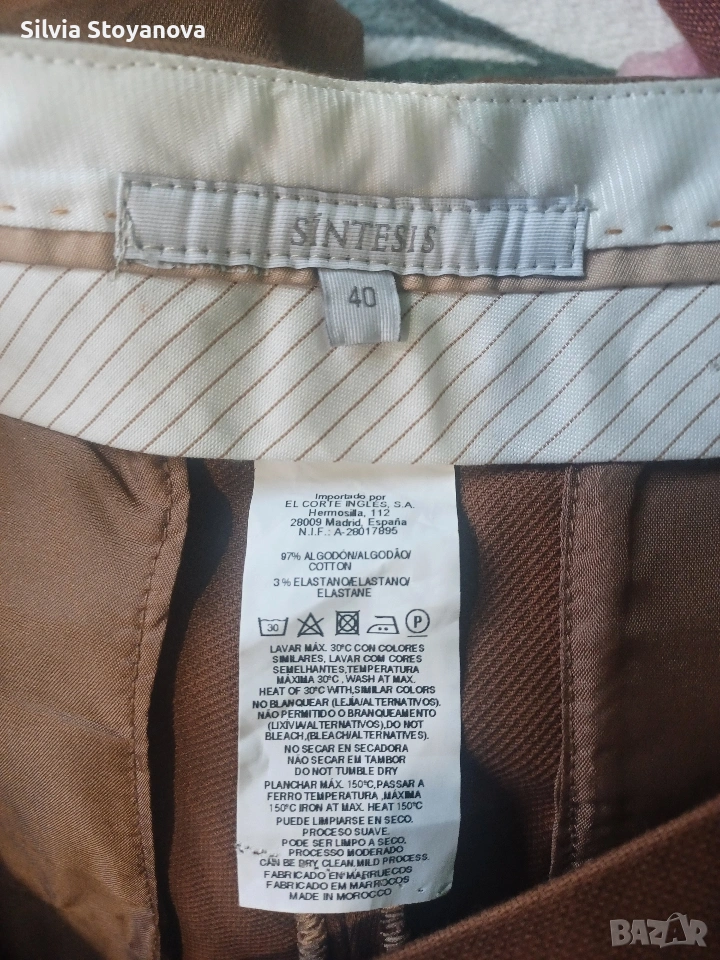 Silvia Stoyanova
SÍNTESIS
40
Importado por
EL CORTE INGLES, S.A.
Hermosilla, 112
28009 Madrid, España
N.I.F.: A-28017895
97% ALGODÓN/ALGODÃO/
COTTON
3% ELASTANO/ELASTANO/
ELASTANE
30 P
LAVAR MÁX. 30°C CON COLORES
SIMILARES, LAVAR COM CORES
SEMELHANTES,TEMPERATURA
MÁXIMA 30°C, WASH AT MAX.
HEAT OF 30°C WITH,SIMILAR COLORS
NO BLANQUEAR (LEJÍA/ALTERNATIVOS).
NÃO PERMITIDO O BRANQUEAMENTO
(LIXIVIA/ALTERNATIVOS),DO NOT
BLEACH,(BLEACH/ALTERNATIVES).
NO SECAR EN SECADORA
NÃO SECAR EM TAMBOR
DO NOT TUMBLE DRY
PLANCHAR MÁX. 150°C,PASSAR A
FERRO TEMPERATURA ,MÁXIMA
150°C IRON AT MAX. HEAT 150°C
PUEDE LIMPIARSE EN SECO.
PROCESO SUAVE.
PODE SER LIMPO A SECO.
PROCESSO MODERADO
CAN BE DRY CLEAN.MILD PROCESS.
FABRICADO EN MARRUECOS
FABRICADO EM MARROCOS
MADE IN MOROCCO
BAZAR